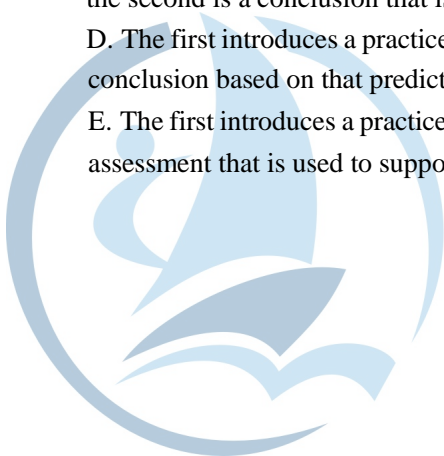 the second is a conclusion that is
D. The first introduces a practice
conclusion based on that predict
E. The first introduces a practice
assessment that is used to suppo